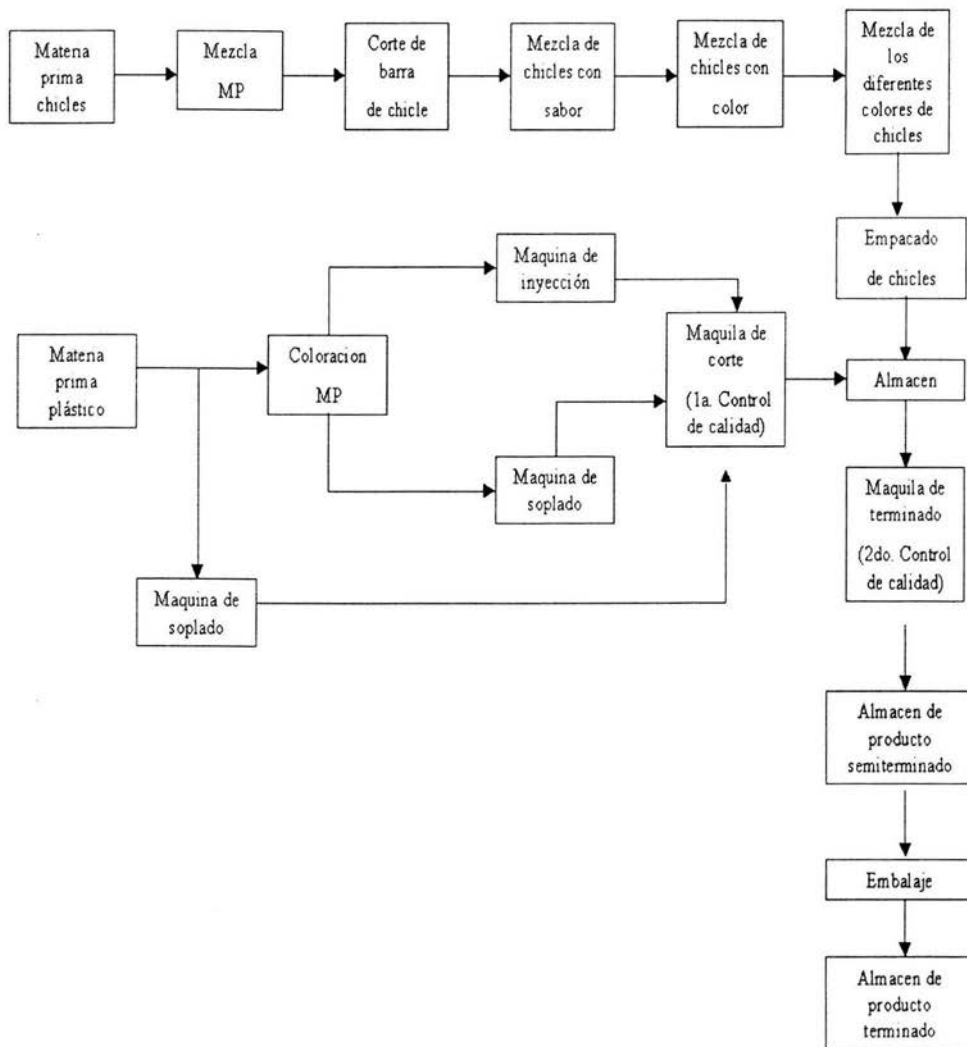 Matena
prima
chicles
Mezcla
MP
Corte de
barra
de chicle
Mezcla de
chicles con
sabor
Mezcla de
chicles con
color
Mezcla de
los
diferentes
colores de
chicles
Empacado
de chicles
Maquina de
inyección
Matena
prima
plástico
Coloracion
MP
Maquila de
corte
(1a. Control
de calidad)
Almacen
Maquina de
soplado
Maquila de
terminado
(2do. Control
de calidad)
Maquina de
soplado
Almacen de
producto
semiterminado
Embalaje
Almacen de
producto
terminado